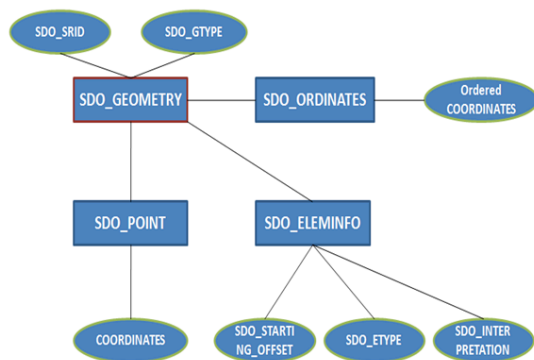 SDO_SRID
SDO_GTYPE
SDO_GEOMETRY
SDO_ORDINATES
Ordered
COORDINATES
SDO_POINT
SDO_ELEMINFO
COORDINATES
SDO_STARTI
NG_OFFSET
SDO_ETYPE
SDO_INTER
PRETATION